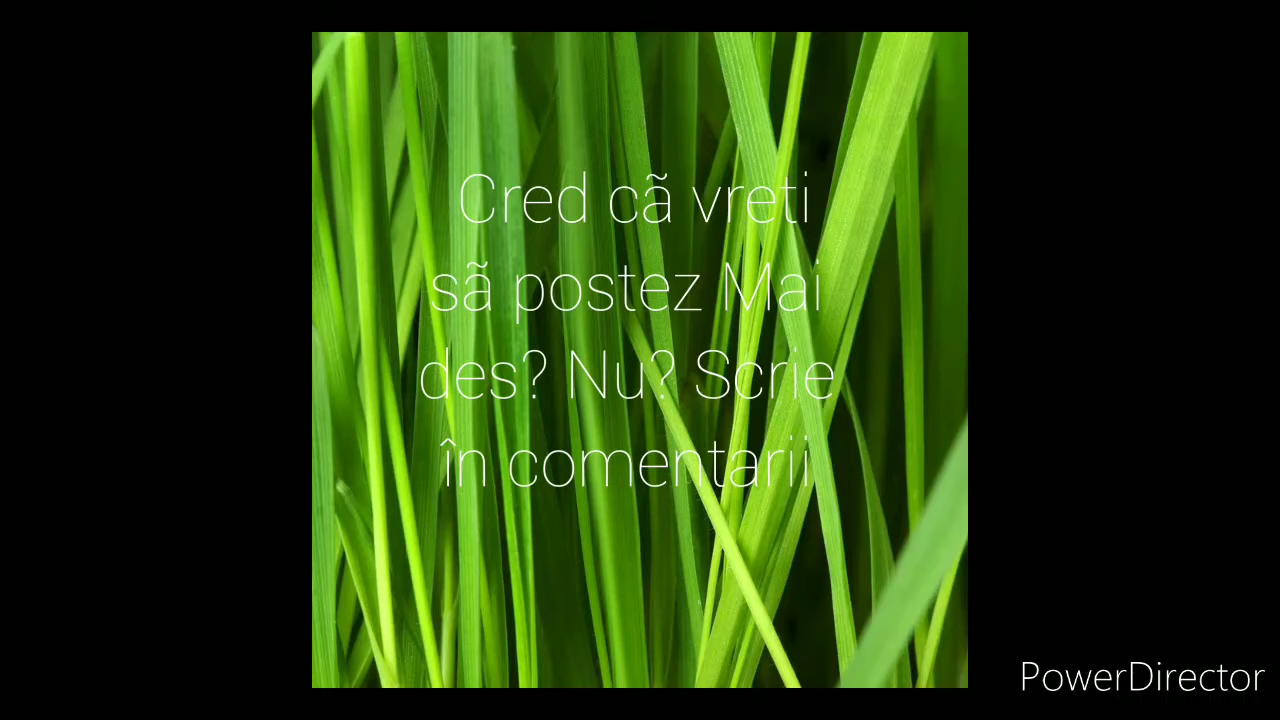 Cred cã vreti
sã postez Mai
des? Nu? Scrie
în comentarii
PowerDirector